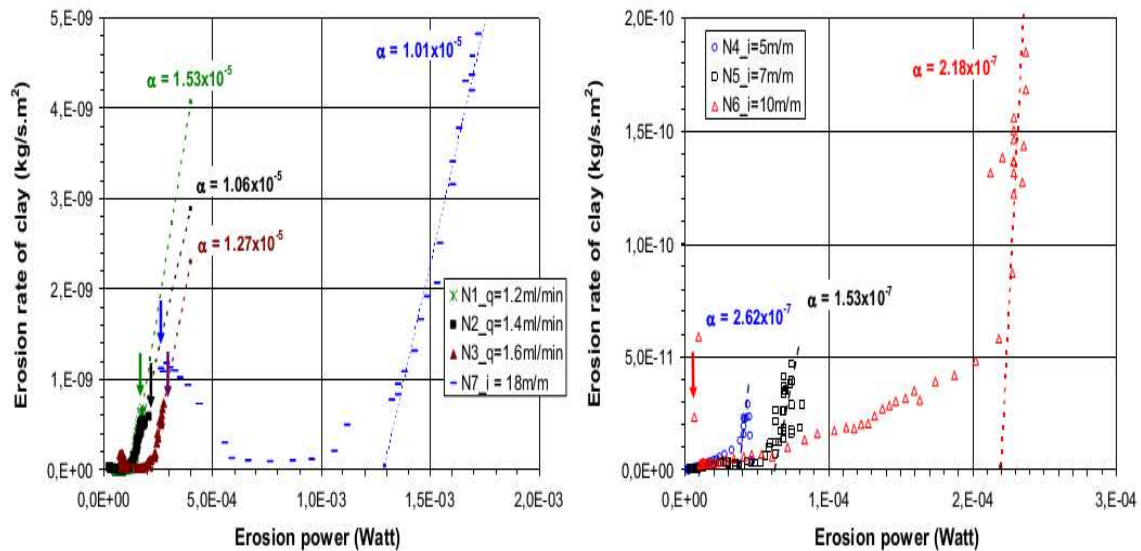 5,E-09
4,E-09
3,E-09
2,E-09
1,E-09
0,E+00
0,0E+00
5,0E-04
1,0E-03
1,5E-03
2,0E-03
Erosion rate of clay (kg/s.m²)
Erosion power (Watt)
α = 1.53x10⁻⁵
α = 1.01x10⁻⁵
α = 1.06x10⁻⁵
α = 1.27x10⁻⁵
N1_q=1.2ml/min
N2_q=1.4ml/min
N3_q=1.6ml/min
N7_i = 18m/m
2,0E-10
1,5E-10
1,0E-10
5,0E-11
0,0E+00
0,E+00
1,E-04
2,E-04
3,E-04
Erosion rate of clay (kg/s.m²)
Erosion power (Watt)
N4_i=5m/m
N5_i=7m/m
N6_i=10m/m
α = 2.18x10⁻⁷
α = 2.62x10⁻⁷
α = 1.53x10⁻⁷